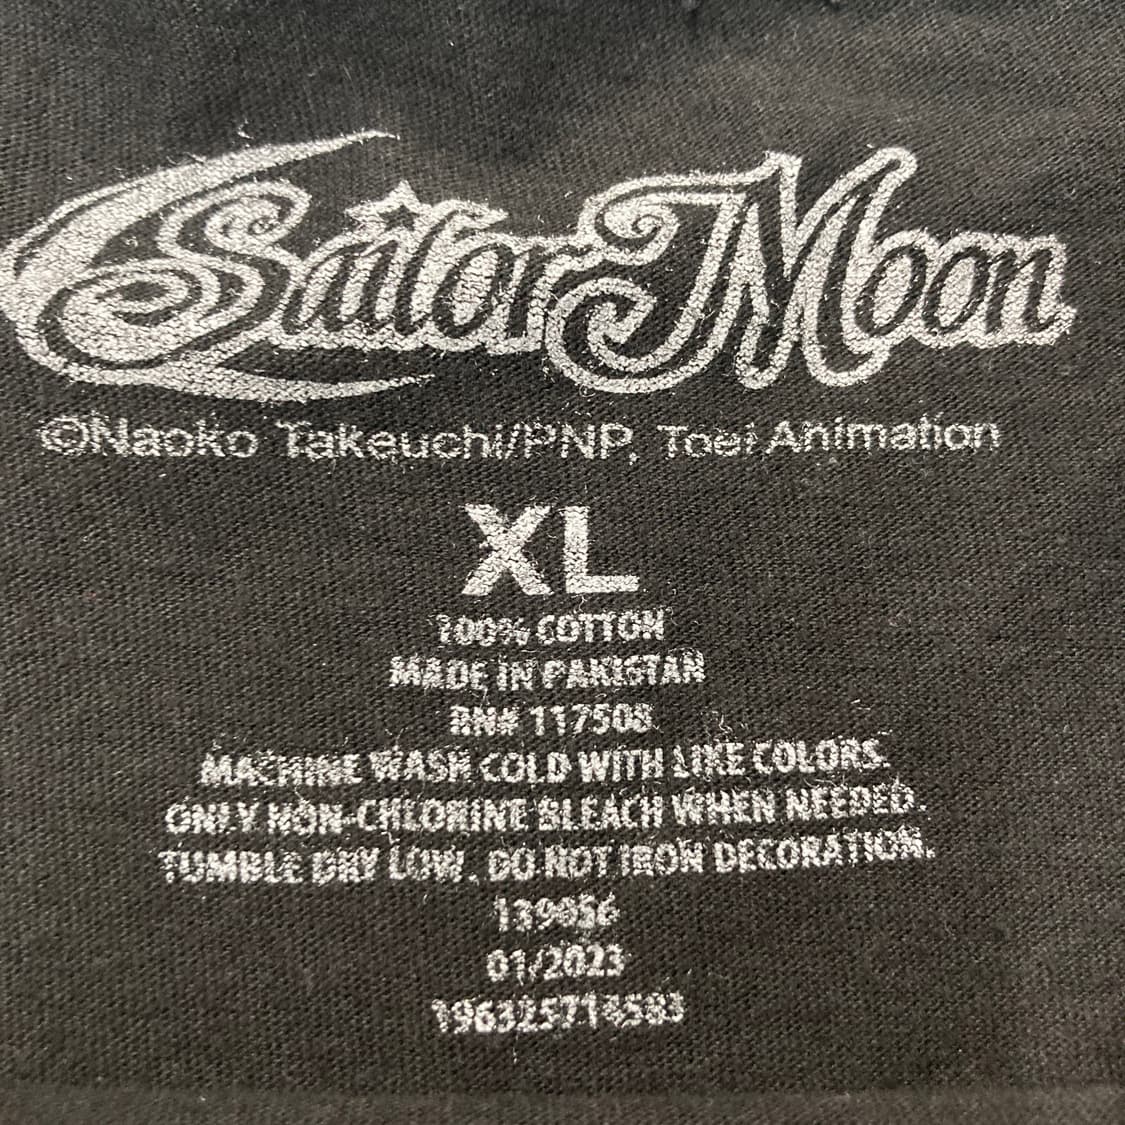 Sailor Moon
©Naoko Takeuchi/PNP, Toei Animation
XL
100% COTTON
MADE IN PAKISTAN
RN# 117508
MACHINE WASH COLD WITH LIKE COLORS.
ONLY NON-CHLORINE BLEACH WHEN NEEDED.
TUMBLE DRY LOW. DO NOT IRON DECORATION.
139056
01/2023
196325714583